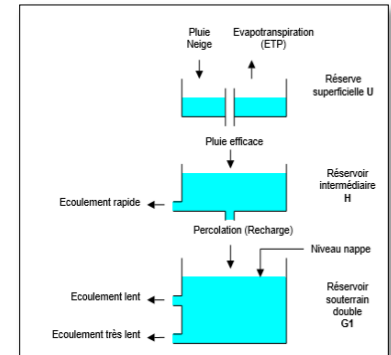 Pluie
Neige
Evapotranspiration
(ETP)
Réserve
superficielle U
Pluie efficace
Réservoir
intermédiaire
H
Ecoulement rapide
Percolation (Recharge)
Niveau nappe
Ecoulement lent
Réservoir
souterrain
double
G1
Ecoulement très lent